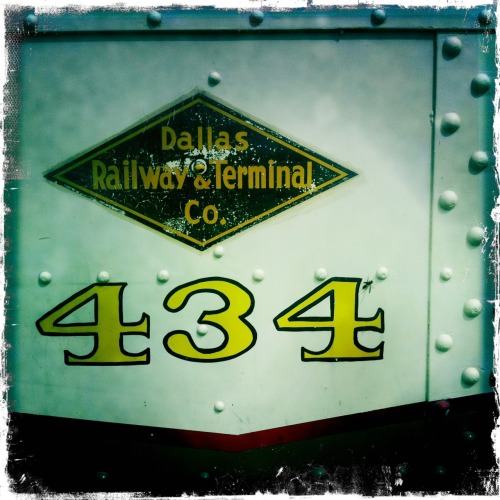 Dallas
Railway & Terminal
Co.
434